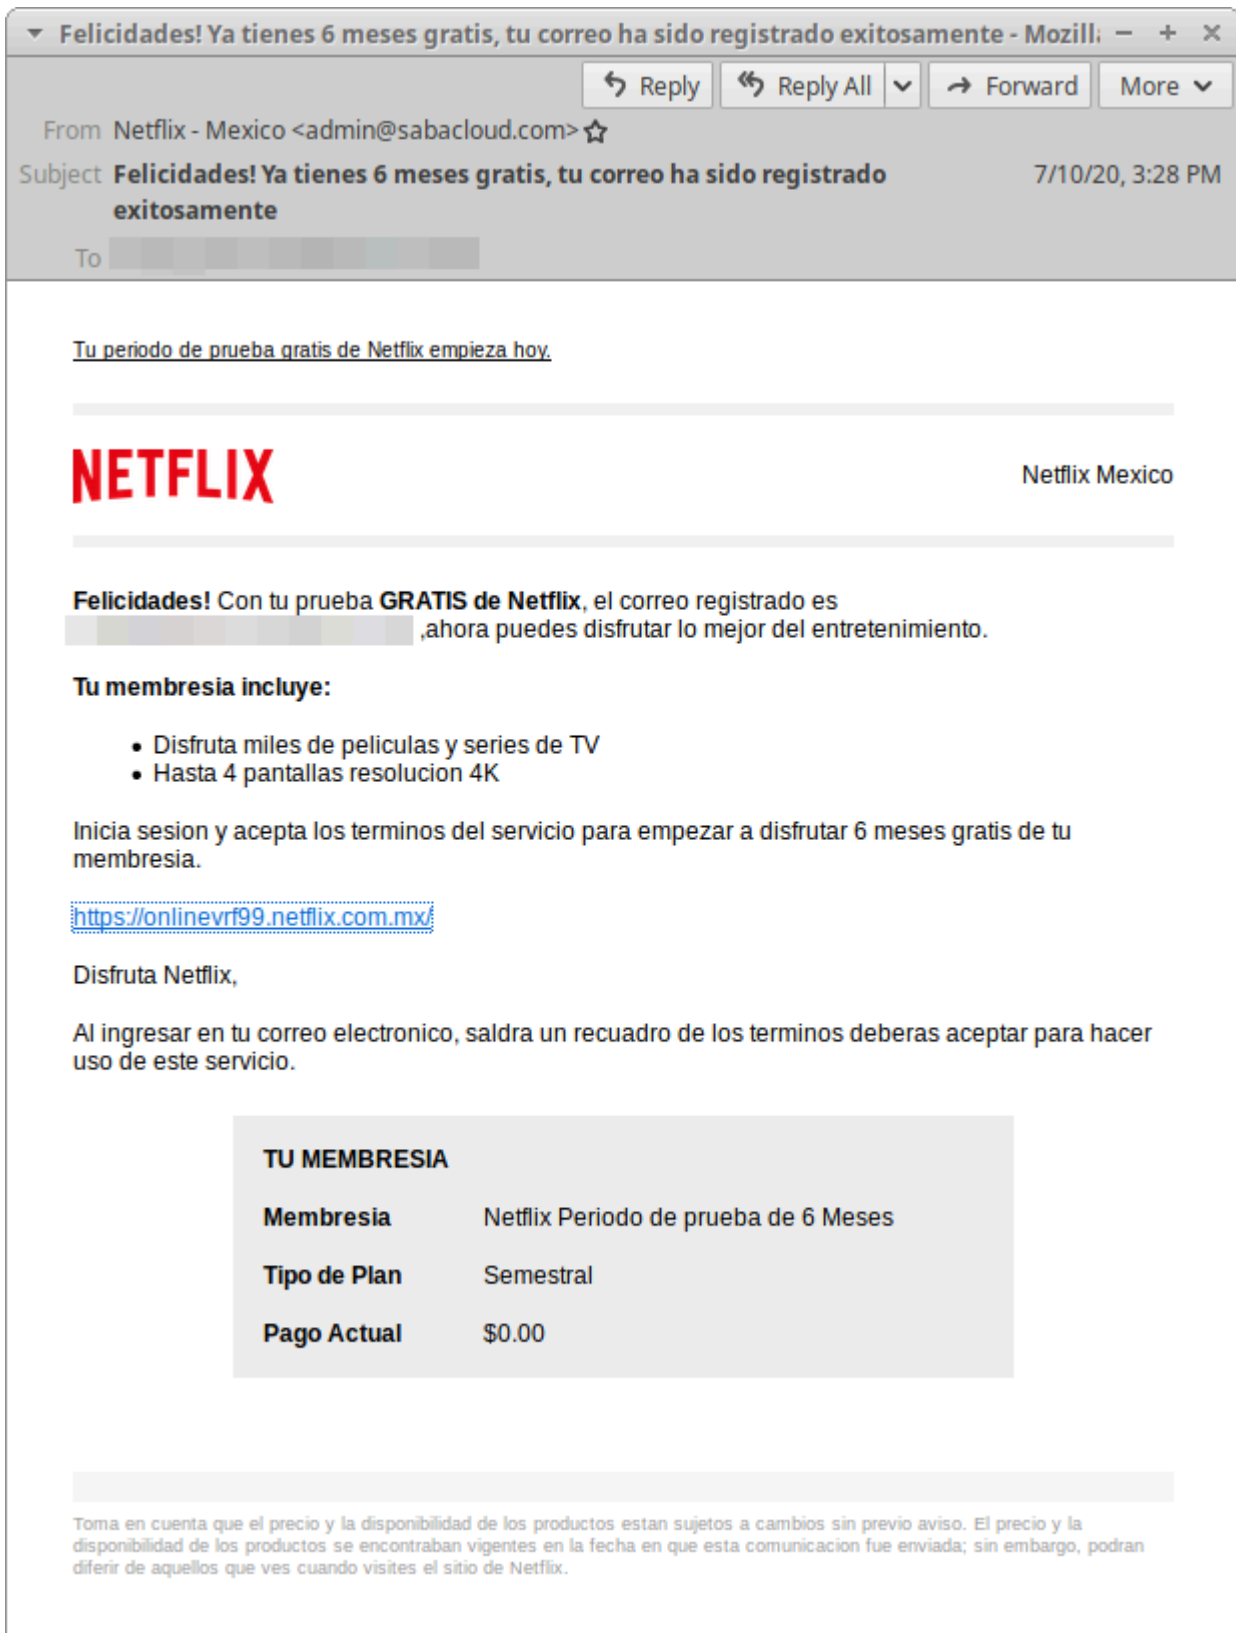 Felicidades! Ya tienes 6 meses gratis, tu correo ha sido registrado exitosamente - Mozill
Reply
Reply All
Forward
More
From Netflix - Mexico <admin@sabacloud.com>
Subject Felicidades! Ya tienes 6 meses gratis, tu correo ha sido registrado 7/10/20, 3:28 PM
exitosamente
To
Tu periodo de prueba gratis de Netflix empieza hoy.
NETFLIX
Netflix Mexico
Felicidades! Con tu prueba GRATIS de Netflix, el correo registrado es
,ahora puedes disfrutar lo mejor del entretenimiento.
Tu membresia incluye:
• Disfruta miles de peliculas y series de TV
• Hasta 4 pantallas resolucion 4K
Inicia sesion y acepta los terminos del servicio para empezar a disfrutar 6 meses gratis de tu
membresia.
https://onlinevrf99.netflix.com.mx/
Disfruta Netflix,
Al ingresar en tu correo electronico, saldra un recuadro de los terminos deberas aceptar para hacer
uso de este servicio.
TU MEMBRESIA
Membresia Netflix Periodo de prueba de 6 Meses
Tipo de Plan Semestral
Pago Actual $0.00
Toma en cuenta que el precio y la disponibilidad de los productos estan sujetos a cambios sin previo aviso. El precio y la
disponibilidad de los productos se encontraban vigentes en la fecha en que esta comunicacion fue enviada; sin embargo, podran
diferir de aquellos que ves cuando visites el sitio de Netflix.